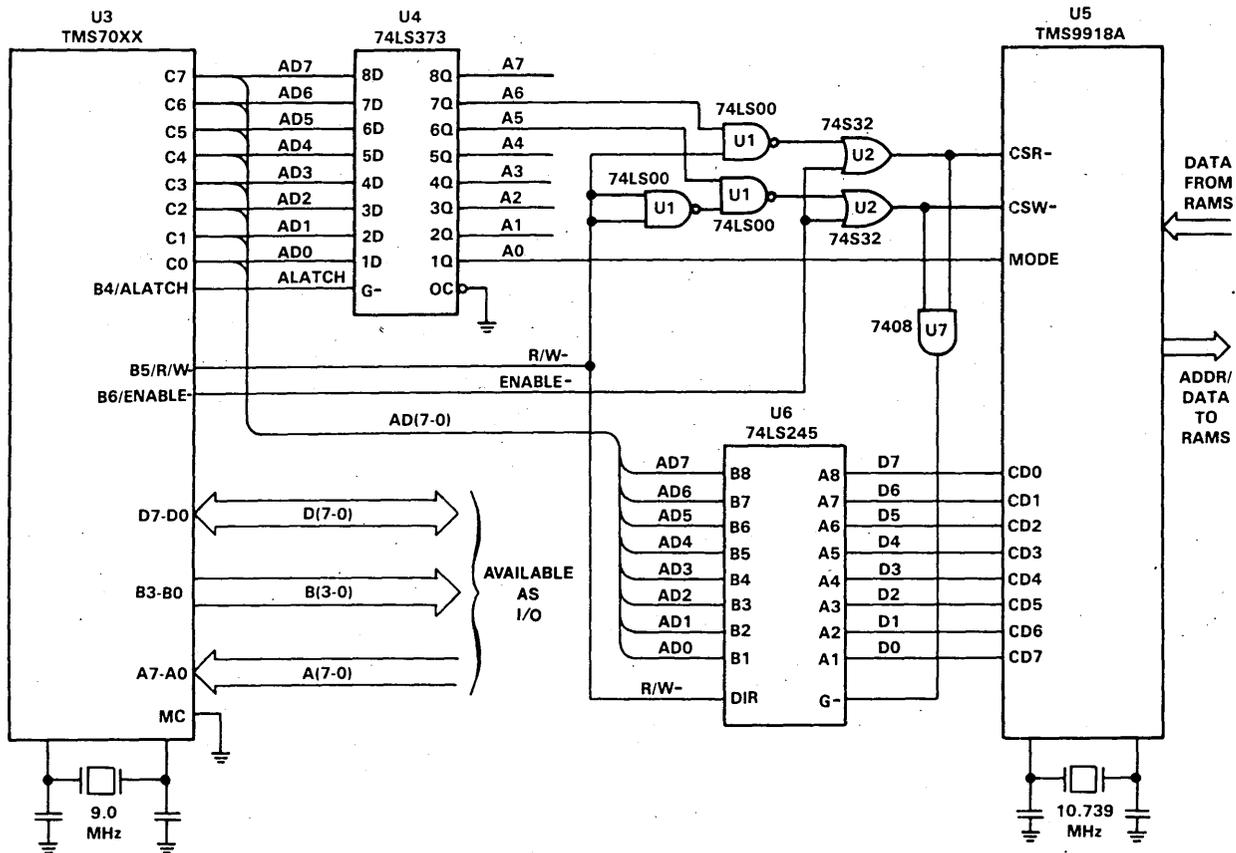 U3
TMS70XX
U4
74LS373
U5
TMS9918A
C7
C6
C5
C4
C3
C2
C1
C0
B4/ALATCH
B5/R/W-
B6/ENABLE-
D7-D0
B3-B0
A7-A0
MC
9.0
MHz
AD7
AD6
AD5
AD4
AD3
AD2
AD1
AD0
ALATCH
8D
7D
6D
5D
4D
3D
2D
1D
G-
8Q
7Q
6Q
5Q
4Q
3Q
2Q
1Q
OC
A7
A6
A5
A4
A3
A2
A1
A0
74LS00
U1
74S32
U2
74LS00
U1
U1
74LS00
U2
74S32
7408
U7
R/W-
ENABLE-
AD(7-0)
D(7-0)
B(3-0)
A(7-0)
AVAILABLE
AS
I/O
U6
74LS245
AD7
AD6
AD5
AD4
AD3
AD2
AD1
AD0
R/W-
B8
B7
B6
B5
B4
B3
B2
B1
DIR
A8
A7
A6
A5
A4
A3
A2
A1
G-
D7
D6
D5
D4
D3
D2
D1
D0
CSR-
CSW-
MODE
CD0
CD1
CD2
CD3
CD4
CD5
CD6
CD7
10.739
MHz
DATA
FROM
RAMS
ADDR/
DATA
TO
RAMS